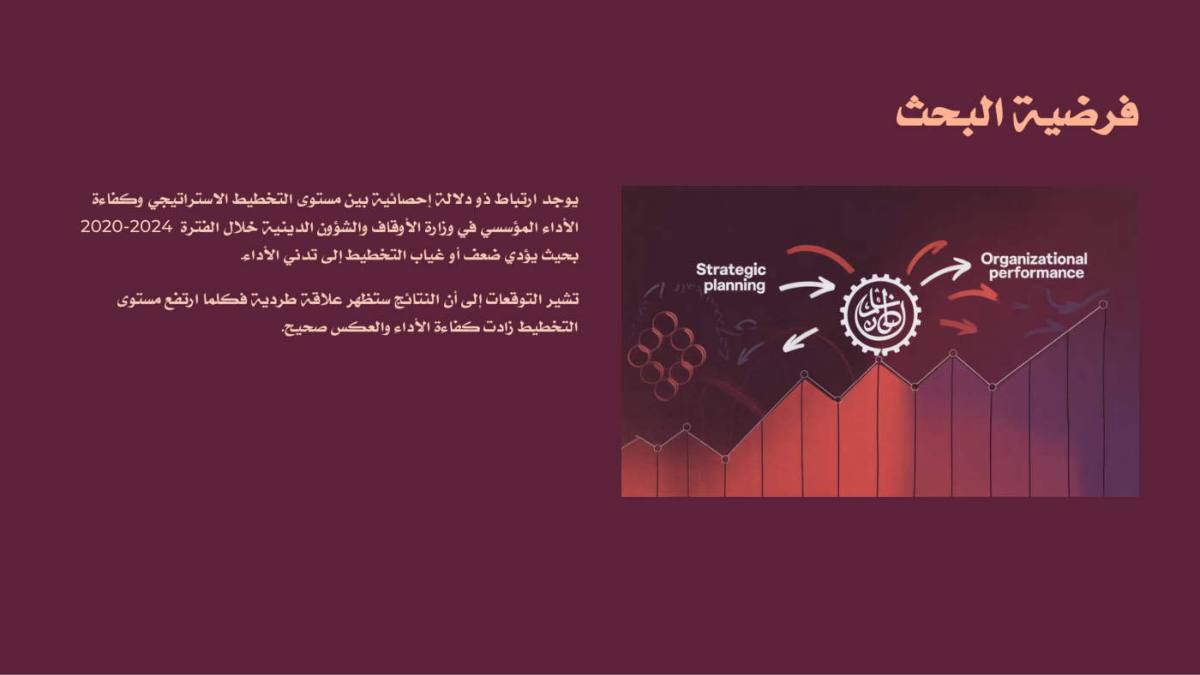 فرضية البحث
يوجد ارتباط ذو دلالة إحصائية بين مستوى التخطيط الاستراتيجي وكفاءة
الأداء المؤسسي في وزارة الأوقاف والشؤون الدينية خلال الفترة 2024-2020
بحيث يؤدي ضعف أو غياب التخطيط إلى تدني الأداء.
تشير التوقعات إلى أن النتائج ستظهر علاقة طردية فكلما ارتفع مستوى
التخطيط زادت كفاءة الأداء والعكس صحيح.
Strategic
planning
Organizational
performance